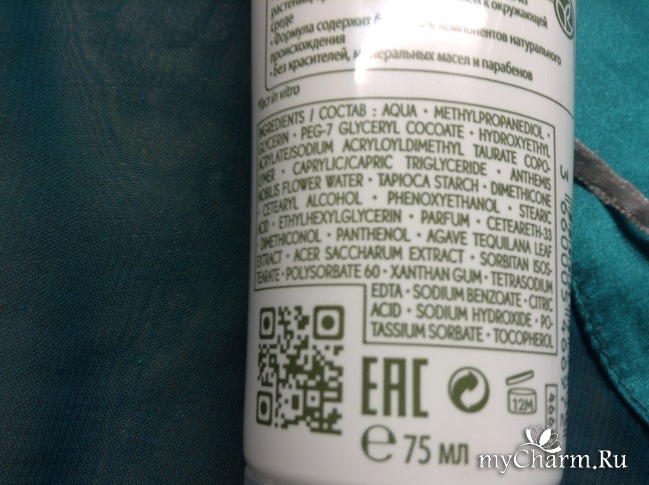 растений,
к окружающей
среде
• Формула содержит компонентов натурального
происхождения
• Без красителей, минеральных масел и парабенов
*Тест in vitro
INGREDIENTS / СОСТАВ : AQUA • METHYLPROPANEDIOL •
GLYCERIN • PEG-7 GLYCERYL COCOATE • HYDROXYETHYL
ACRYLATE/SODIUM ACRYLOYLDIMETHYL TAURATE COPO-
LYMER • CAPRYLIC/CAPRIC TRIGLYCERIDE • ANTHEMIS
NOBILIS FLOWER WATER • TAPIOCA STARCH • DIMETHICONE
• CETEARYL ALCOHOL • PHENOXYETHANOL • STEARIC
ACID • ETHYLHEXYLGLYCERIN • PARFUM • CETEARETH-33
• DIMETHICONOL • PANTHENOL • AGAVE TEQUILANA LEAF
EXTRACT • ACER SACCHARUM EXTRACT • SORBITAN ISOS-
TEARATE • POLYSORBATE 60 • XANTHAN GUM • TETRASODIUM
EDTA • SODIUM BENZOATE • CITRIC
ACID • SODIUM HYDROXIDE • PO-
TASSIUM SORBATE • TOCOPHEROL
EAC
12M
e 75 МЛ
myCharm.Ru